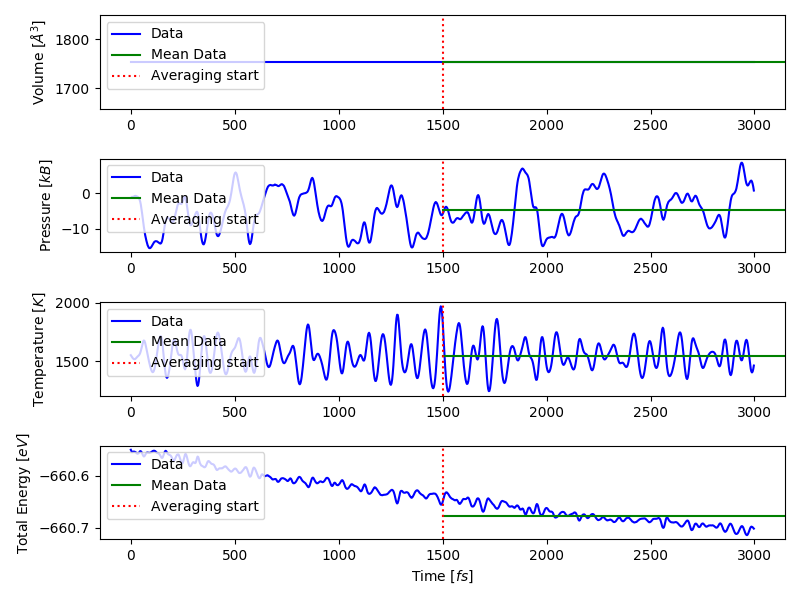 Volume [Å³]
1800
1700
Data
Mean Data
Averaging start
0 500 1000 1500 2000 2500 3000
Pressure [kB]
0
−10
Data
Mean Data
Averaging start
0 500 1000 1500 2000 2500 3000
Temperature [K]
2000
1500
Data
Mean Data
Averaging start
0 500 1000 1500 2000 2500 3000
Total Energy [eV]
−660.6
−660.7
Data
Mean Data
Averaging start
0 500 1000 1500 2000 2500 3000
Time [fs]